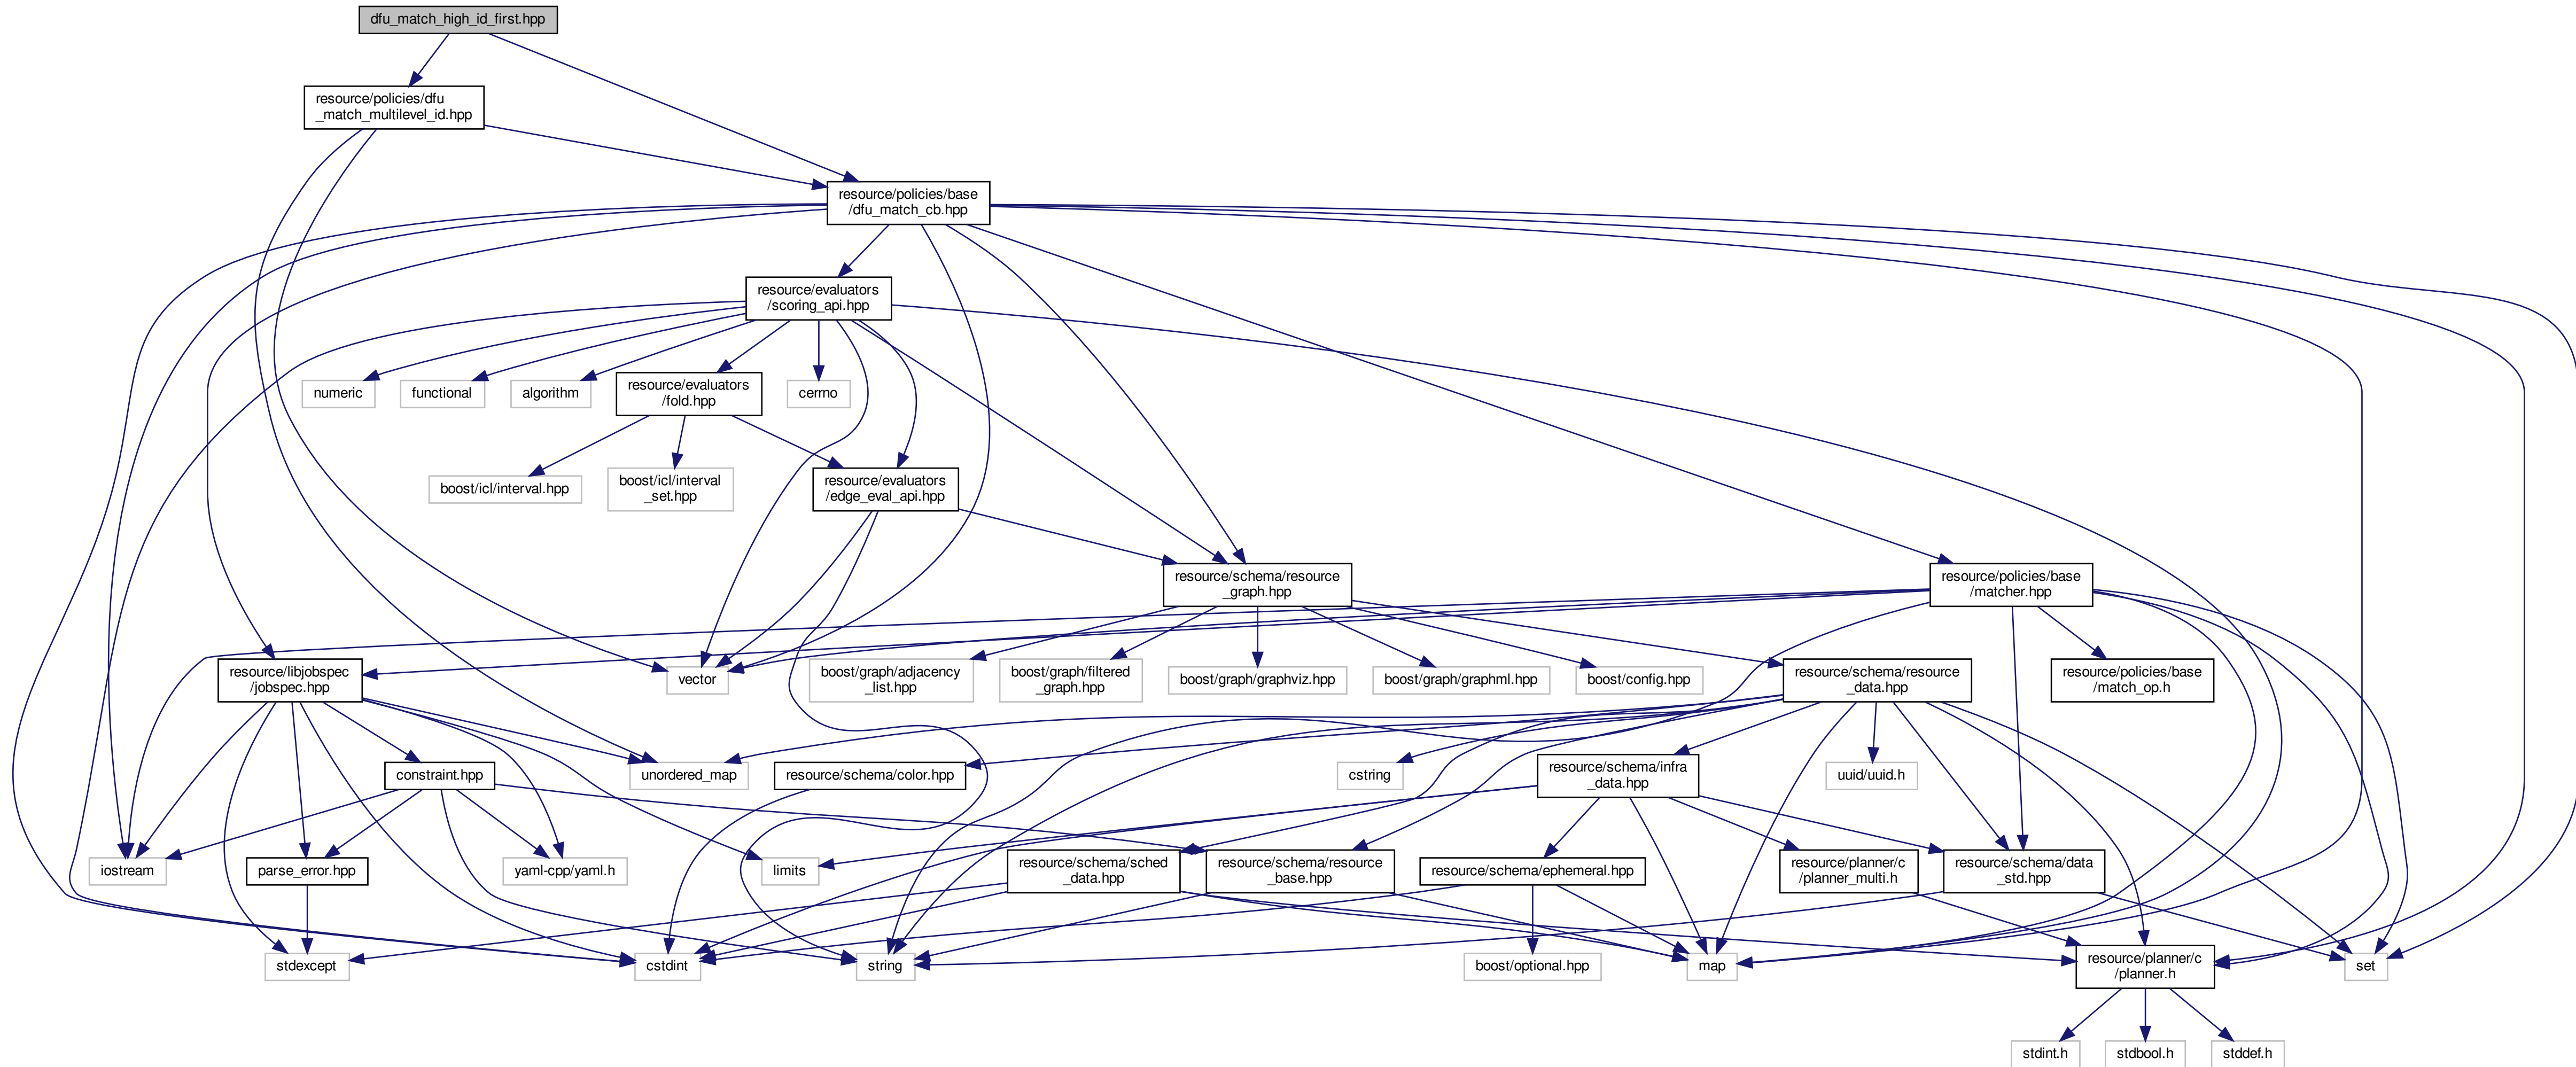 dfu_match_high_id_first.hpp
resource/policies/dfu
_match_multilevel_id.hpp
resource/policies/base
/dfu_match_cb.hpp
resource/evaluators
/scoring_api.hpp
numeric
functional
algorithm
resource/evaluators
/fold.hpp
cerrno
boost/icl/interval.hpp
boost/icl/interval
_set.hpp
resource/evaluators
/edge_eval_api.hpp
resource/schema/resource
_graph.hpp
resource/policies/base
/matcher.hpp
resource/libjobspec
/jobspec.hpp
vector
boost/graph/adjacency
_list.hpp
boost/graph/filtered
_graph.hpp
boost/graph/graphviz.hpp
boost/graph/graphml.hpp
boost/config.hpp
resource/schema/resource
_data.hpp
resource/policies/base
/match_op.h
constraint.hpp
unordered_map
resource/schema/color.hpp
cstring
resource/schema/infra
_data.hpp
uuid/uuid.h
iostream
parse_error.hpp
yaml-cpp/yaml.h
limits
resource/schema/sched
_data.hpp
resource/schema/resource
_base.hpp
resource/schema/ephemeral.hpp
resource/planner/c
/planner_multi.h
resource/schema/data
_std.hpp
stdexcept
cstdint
string
boost/optional.hpp
map
resource/planner/c
/planner.h
set
stdint.h
stdbool.h
stddef.h